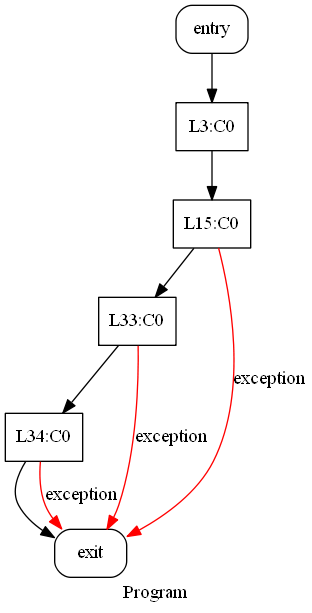 entry
L3:C0
L15:C0
L33:C0
exception
L34:C0
exception
exception
exit
Program